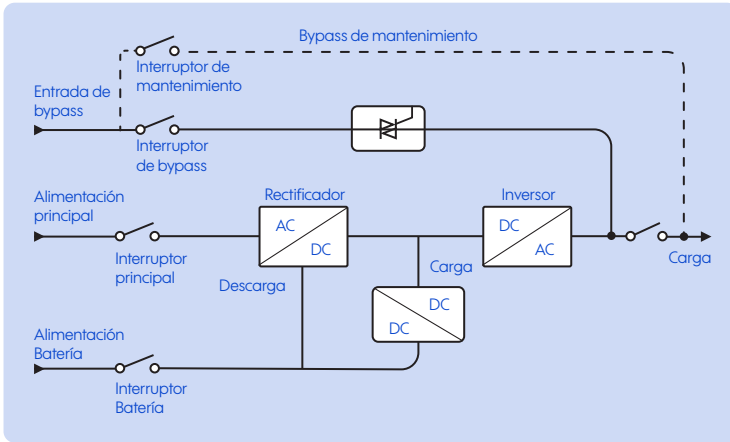 Bypass de mantenimiento
Interruptor de
mantenimiento
Entrada de
bypass
Interruptor
de bypass
Alimentación
principal
Rectificador
Inversor
AC
DC
DC
AC
Interruptor
principal
Descarga
Carga
Carga
DC
DC
Alimentación
Batería
Interruptor
Batería